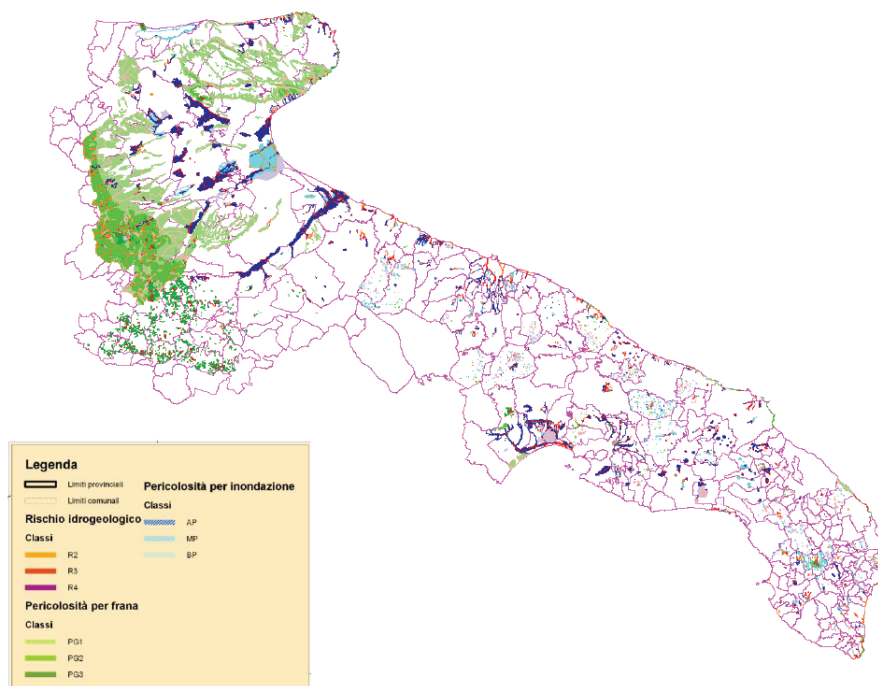 Legenda
Limiti provinciali
Limiti comunali
Rischio idrogeologico
Classi
R2
R3
R4
Pericolosità per frana
Classi
PG1
PG2
PG3
Pericolosità per inondazione
Classi
AP
MP
BP